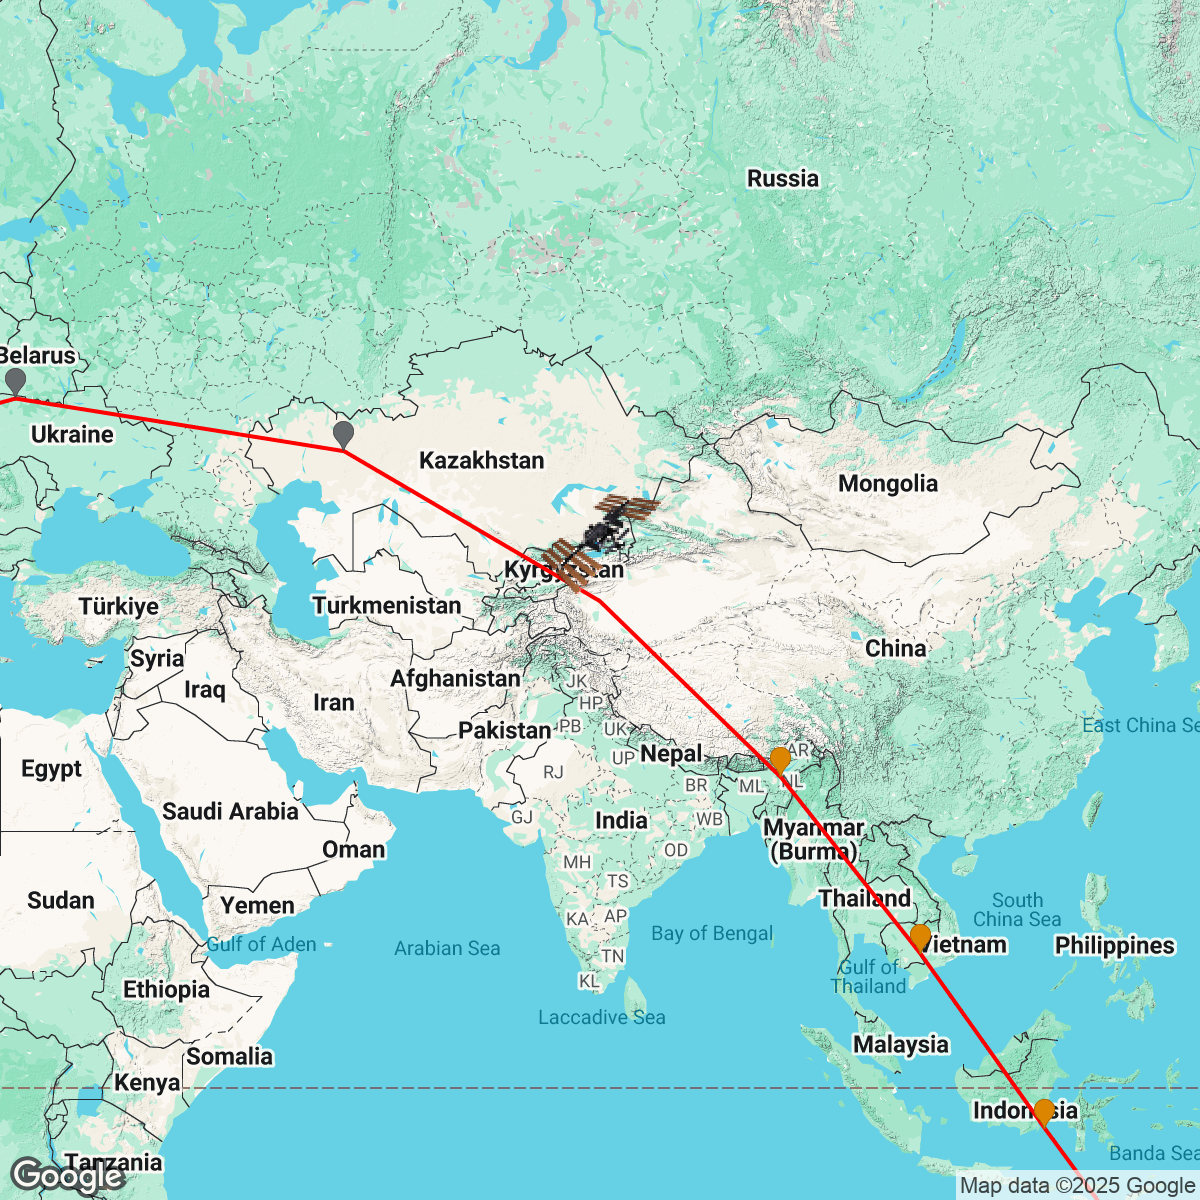 Russia
Belarus
Ukraine
Kazakhstan
Mongolia
Türkiye
Turkmenistan
China
Syria
Iraq
Iran
Afghanistan
JK
HP
Pakistan
PB
UK
East China Se
Nepal
AR
UP
Egypt
RJ
BR
ML
NL
Saudi Arabia
GJ
India
WB
Myanmar
(Burma)
Oman
OD
MH
TS
Sudan
Yemen
Thailand
South
China Sea
KA
AP
Gulf of Aden
Arabian Sea
Bay of Bengal
Vietnam
Philippines
TN
Gulf of
Thailand
KL
Ethiopia
Laccadive Sea
Malaysia
Somalia
Kenya
Indonesia
Banda Sea
Tanzania
Google
Map data ©2025 Google